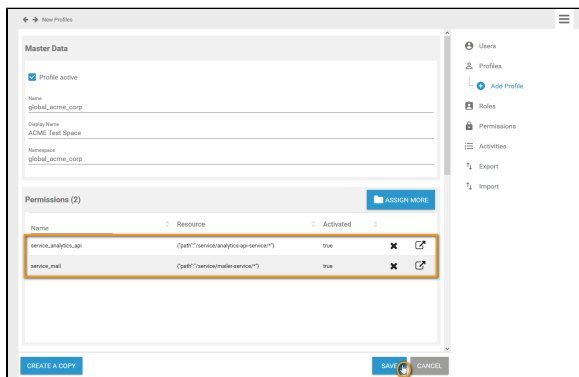 New Profiles
Master Data
Profile active
Name
global_acme_corp
Display Name
ACME Test Space
Namespace
global_acme_corp
Permissions (2)
ASSIGN MORE
Name Resource Activated
service_analytics_api {"path":"/service/analytics-api-service/*"} true
service_mail {"path":"/service/mailer-service/*"} true
CREATE A COPY
SAVE
CANCEL
Users
Profiles
Add Profile
Roles
Permissions
Activities
Export
Import